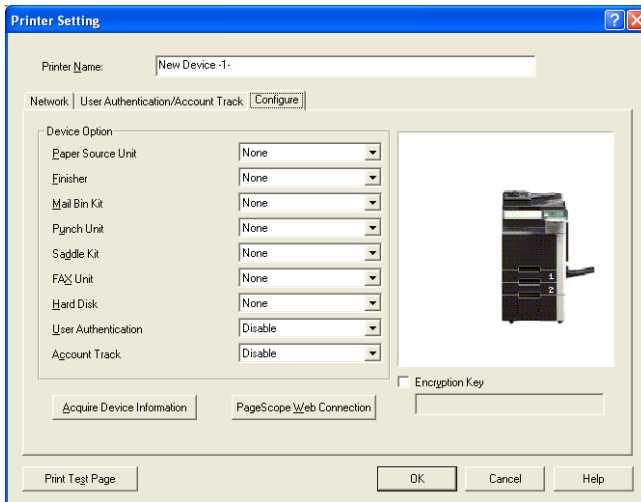 Printer Setting
Printer Name: New Device -1-
Network User Authentication/Account Track Configure
Device Option
Paper Source Unit None
Finisher None
Mail Bin Kit None
Punch Unit None
Saddle Kit None
FAX Unit None
Hard Disk None
User Authentication Disable
Account Track Disable
1
2
Encryption Key
Acquire Device Information PageScope Web Connection
Print Test Page OK Cancel Help